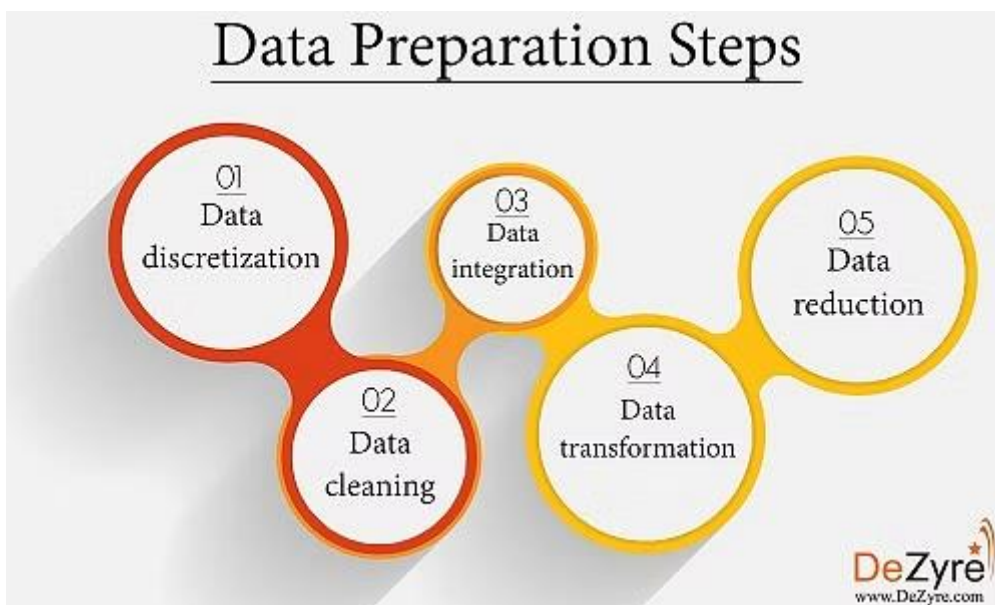 Data Preparation Steps
01
Data
discretization
02
Data
cleaning
03
Data
integration
04
Data
transformation
05
Data
reduction
DeZyre
www.DeZyre.com